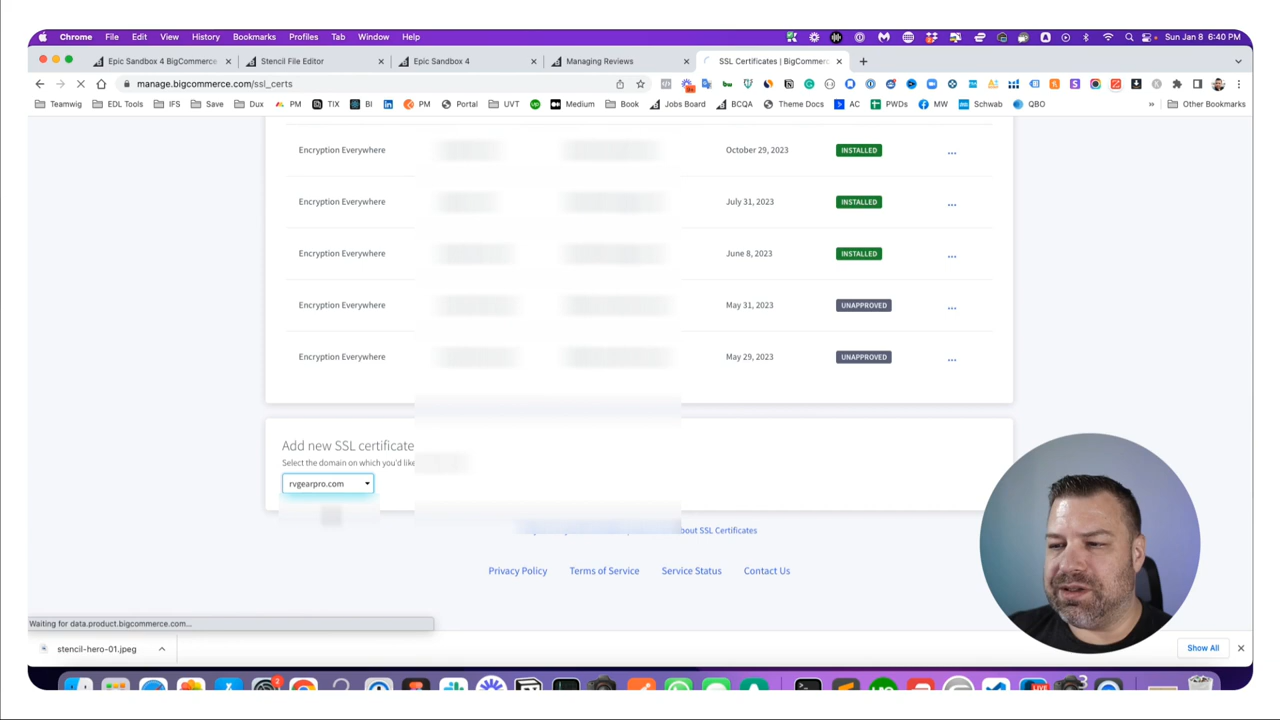 Chrome File Edit View History Bookmarks Profiles Tab Window Help Sun Jan 8 6:40 PM
Epic Sandbox 4 BigCommerce Stencil File Editor Epic Sandbox 4 Managing Reviews SSL Certificates | BigCommerc
manage.bigcommerce.com/ssl_certs
Teamwig EDL Tools IFS Save Dux PM TIX BI PM Portal UVT Medium Book Jobs Board BCQA Theme Docs AC PWDs MW Schwab QBO » Other Bookmarks
Encryption Everywhere October 29, 2023 INSTALLED ...
Encryption Everywhere July 31, 2023 INSTALLED ...
Encryption Everywhere June 8, 2023 INSTALLED ...
Encryption Everywhere May 31, 2023 UNAPPROVED ...
Encryption Everywhere May 29, 2023 UNAPPROVED ...
Add new SSL certificate
Select the domain on which you'd like
rvgearpro.com
bout SSL Certificates
Privacy Policy Terms of Service Service Status Contact Us
Waiting for data.product.bigcommerce.com...
stencil-hero-01.jpeg Show All
2 LIVE 3